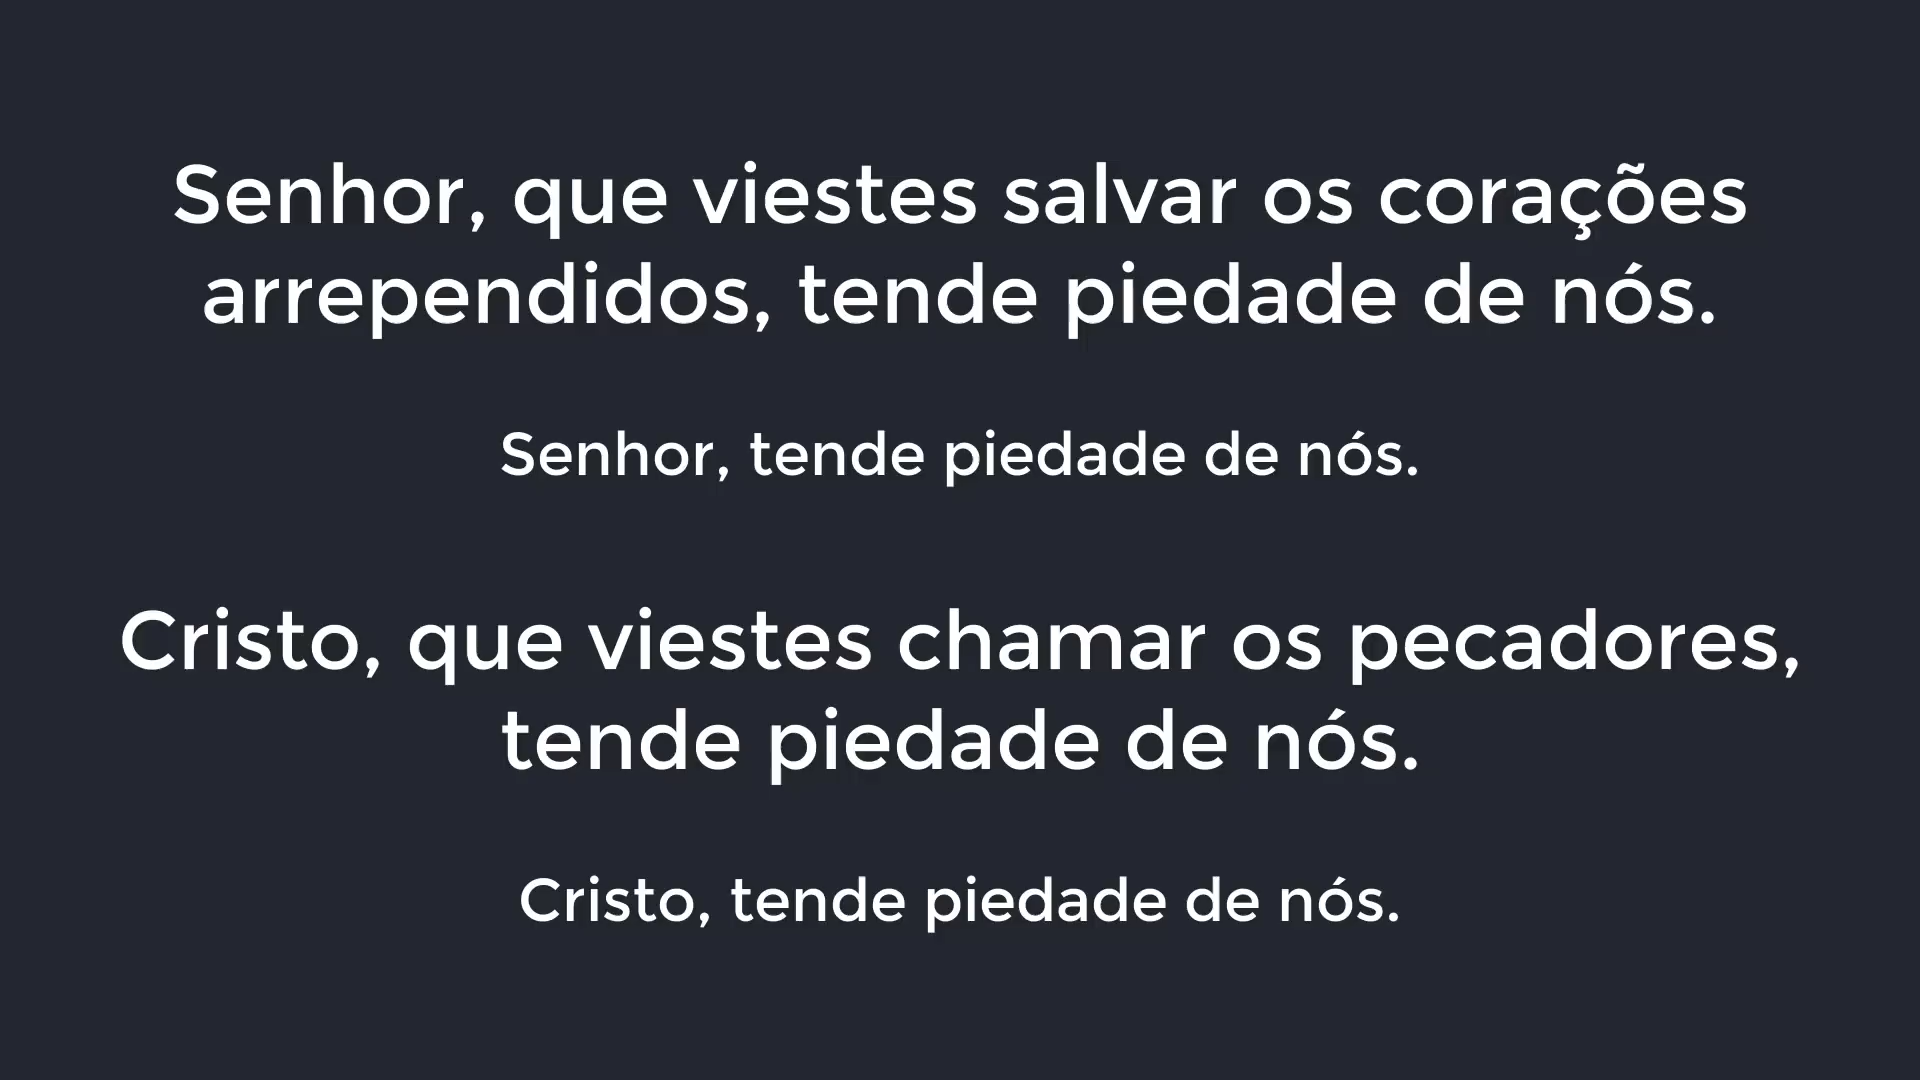 Senhor, que viestes salvar os corações
arrependidos, tende piedade de nós.
Senhor, tende piedade de nós.
Cristo, que viestes chamar os pecadores,
tende piedade de nós.
Cristo, tende piedade de nós.